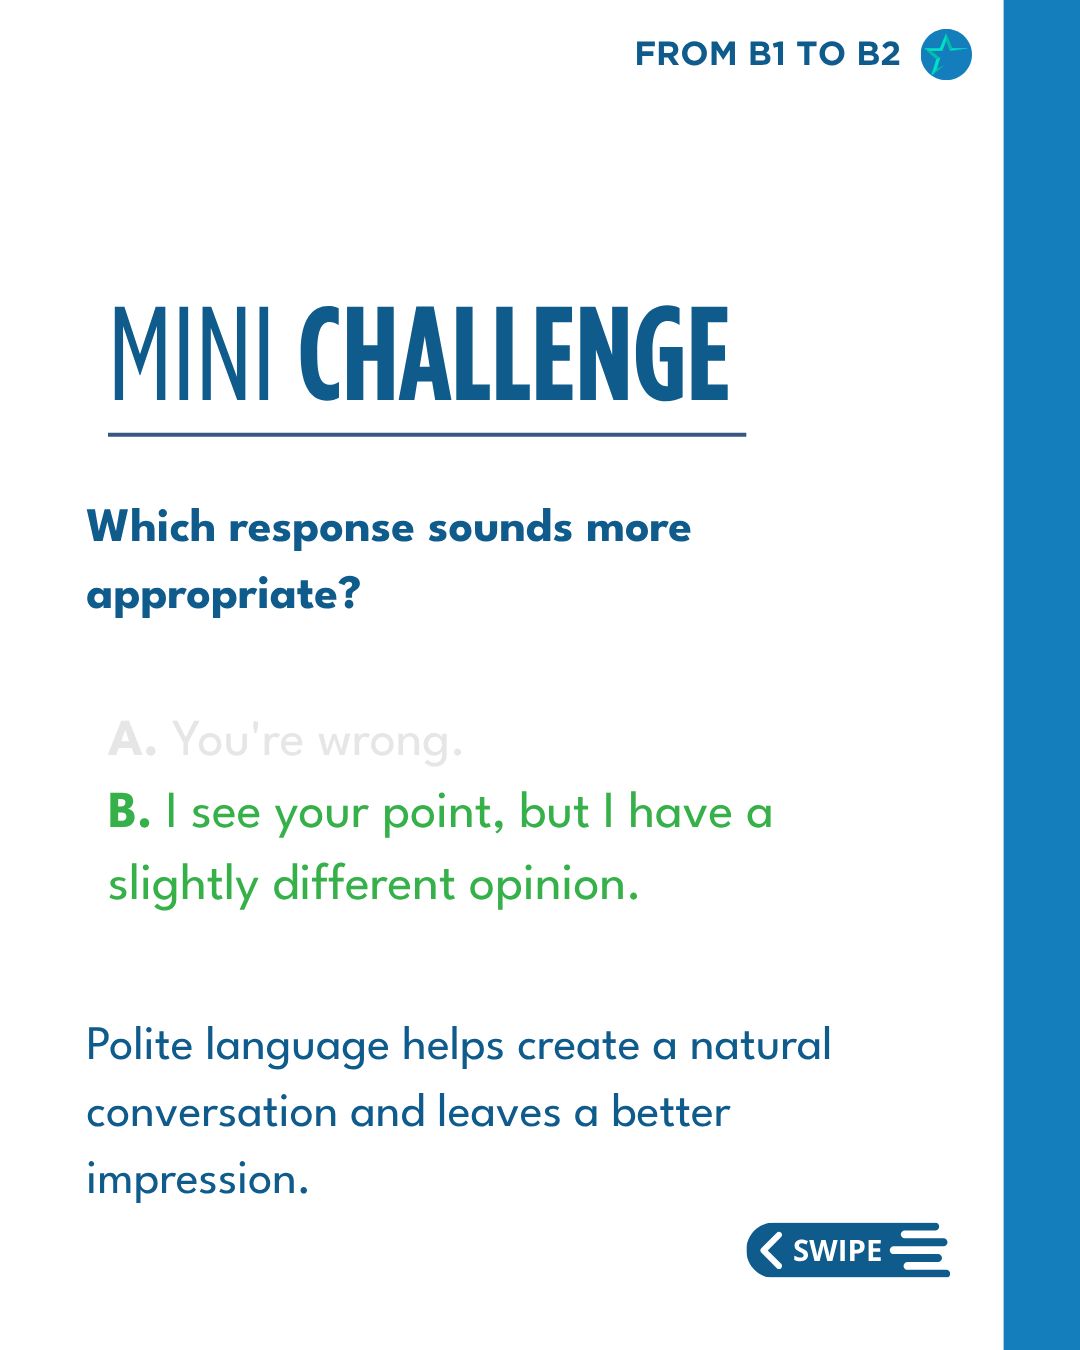 FROM B1 TO B2
MINI CHALLENGE
Which response sounds more
appropriate?
A. You're wrong.
B. I see your point, but I have a
slightly different opinion.
Polite language helps create a natural
conversation and leaves a better
impression.
SWIPE